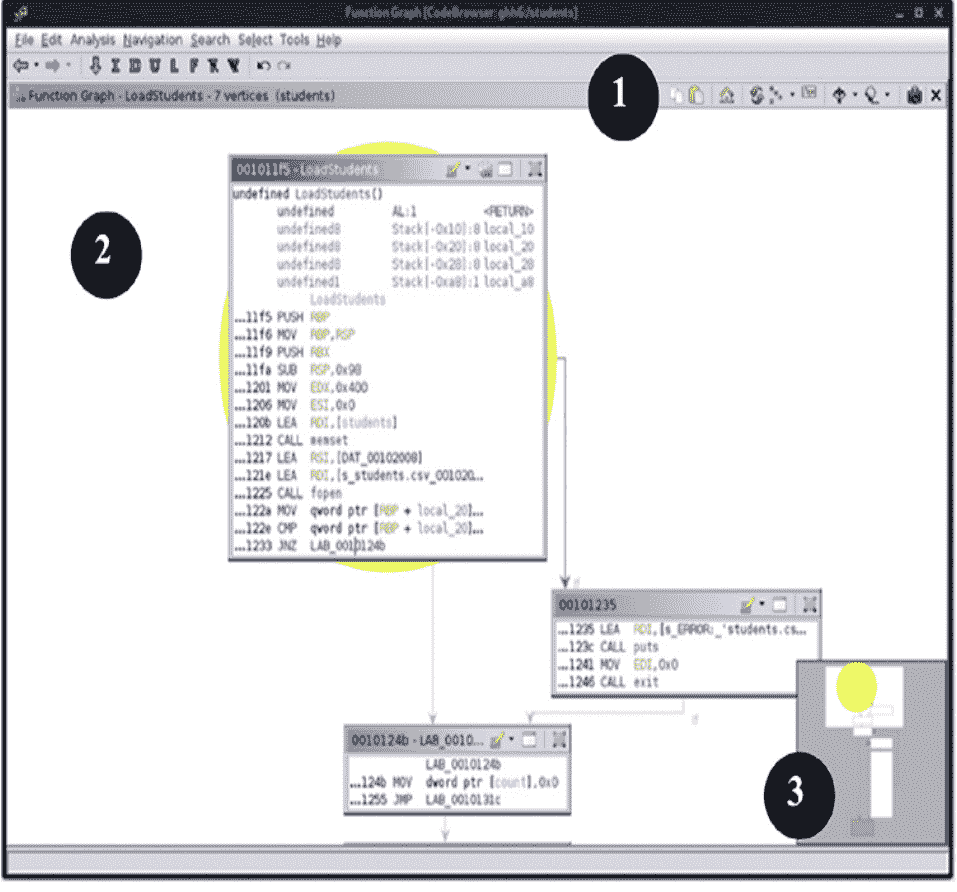 Function Graph [CodeBrowser: gbh6/students]
File Edit Analysis Navigation Search Select Tools Help
I D U L F
Function Graph - LoadStudents - 7 vertices (students)
1
2
001011f5 - LoadStudents
undefined LoadStudents()
undefined AL:1 <RETURN>
undefined8 Stack[-0x10]:8 local_10
undefined8 Stack[-0x20]:8 local_20
undefined8 Stack[-0x28]:8 local_28
undefined1 Stack[-0xa8]:1 local_a8
LoadStudents
...11f5 PUSH RBP
...11f6 MOV RBP,RSP
...11f9 PUSH RBX
...11fa SUB RSP,0x98
...1201 MOV EDX,0x400
...1206 MOV ESI,0x0
...120b LEA RDI,[students]
...1212 CALL memset
...1217 LEA RSI,[DAT_00102008]
...121e LEA RDI,[s_students.csv_001020...
...1225 CALL fopen
...122a MOV qword ptr [RBP + local_20]...
...122e CMP qword ptr [RBP + local_20]...
...1233 JNZ LAB_0010124b
00101235
...1235 LEA RDI,[s_ERROR:_'students.cs...
...123c CALL puts
...1241 MOV EDI,0x0
...1246 CALL exit
0010124b - LAB_0010...
LAB_0010124b
...124b MOV dword ptr [count],0x0
...1255 JMP LAB_0010131c
3